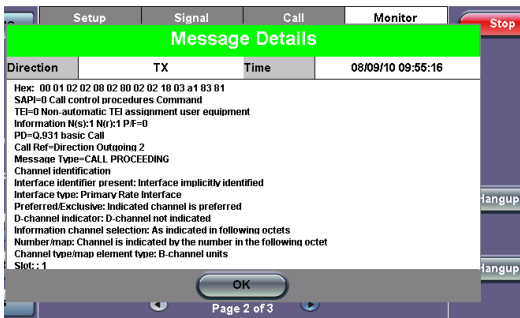 Setup Signal Call Monitor
Stop
Message Details
Direction TX Time 08/09/10 09:55:16
Hex: 00 01 02 02 08 02 80 02 02 18 03 a1 83 81
SAPI=0 Call control procedures Command
TEI=0 Non-automatic TEI assignment user equipment
Information N(s):1 N(r):1 P/F=0
PD=Q.931 basic Call
Call Ref=Direction Outgoing 2
Message Type=CALL PROCEEDING
Channel identification
Interface identifier present: Interface implicitly identified
Interface type: Primary Rate Interface
Preferred/Exclusive: Indicated channel is preferred
D-channel indicator: D-channel not indicated
Information channel selection: As indicated in following octets
Number/map: Channel is indicated by the number in the following octet
Channel type/map element type: B-channel units
Slot: : 1
Hangup
Hangup
OK
Page 2 of 3